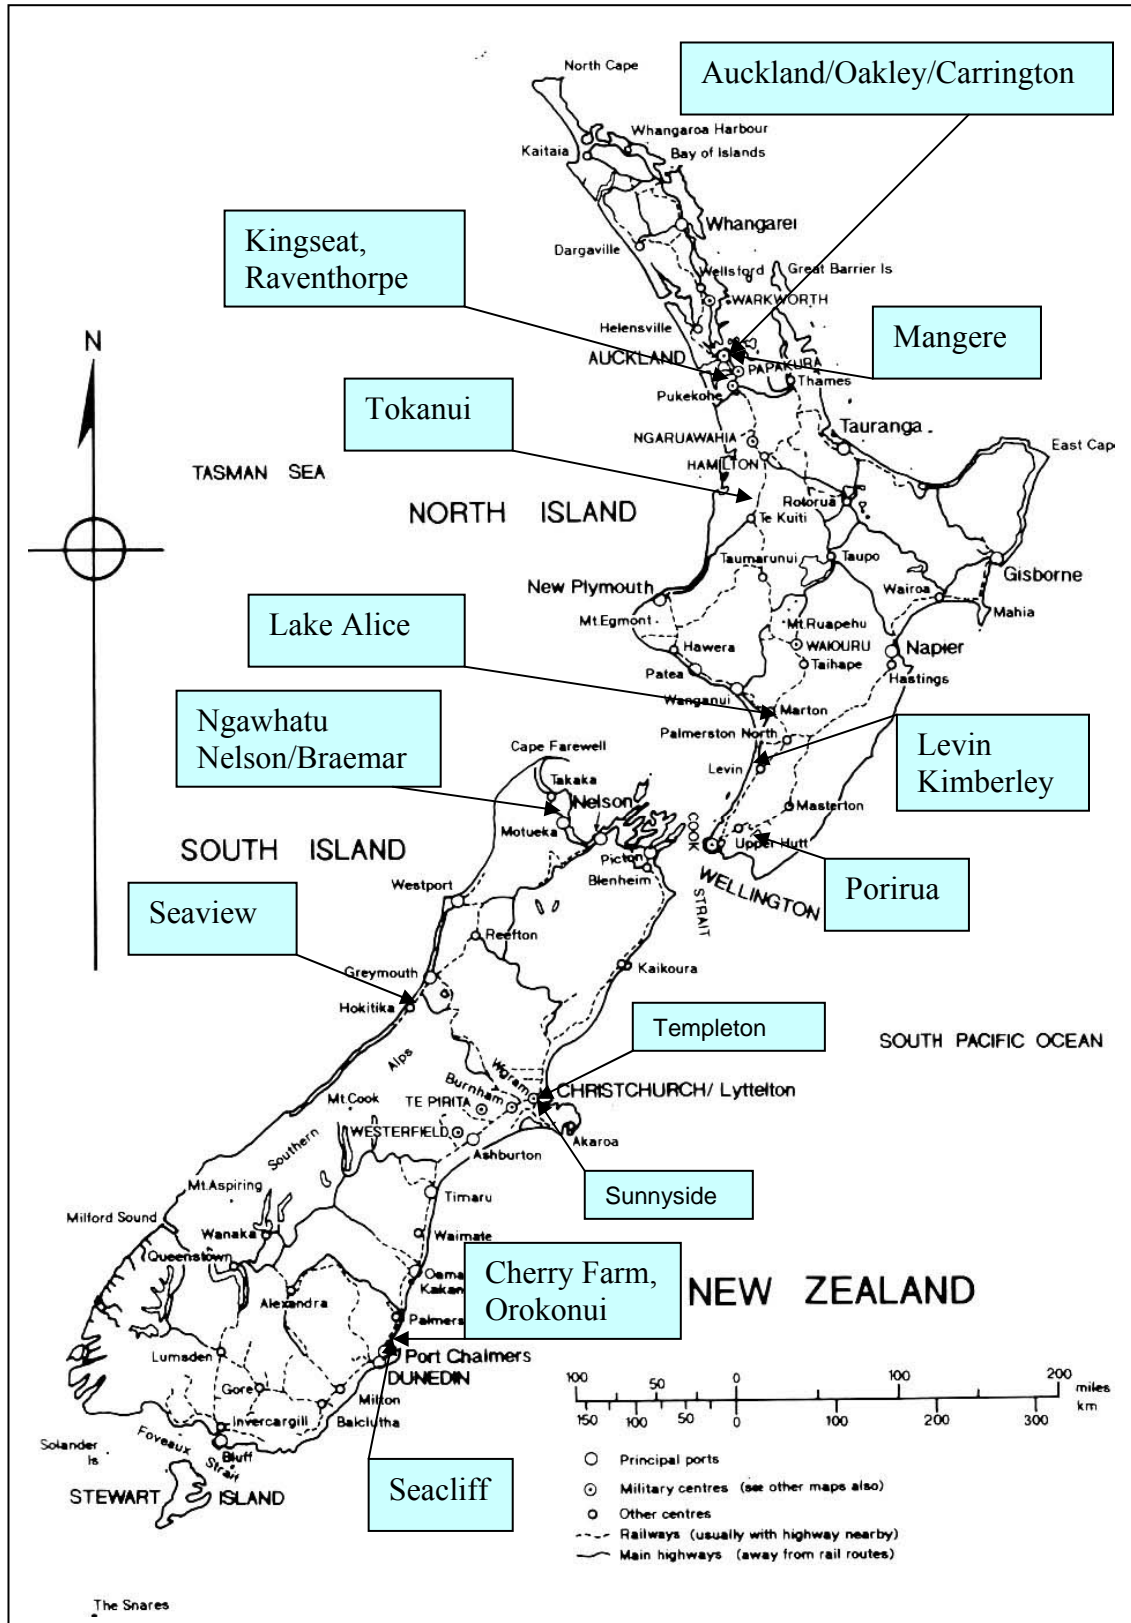 North Cape
Auckland/Oakley/Carrington
Whangaroa Harbour
Kaitaia
Bay of Islands
Kingseat,
Raventhorpe
Whangarei
Dargaville
Wellsford
Great Barrier Is
WARKWORTH
Helensville
Mangere
N
AUCKLAND
PAPAKURA
Thames
Pukekohe
Tokanui
Tauranga
NGARUAWAHIA
East Cape
HAMILTON
TASMAN SEA
Rotorua
NORTH ISLAND
Te Kuiti
Taumarunui
Taupo
Gisborne
New Plymouth
Wairoa
Mahia
Lake Alice
Mt.Egmont
Mt.Ruapehu
Hawera
WAIOURU
Napier
Patea
Taihape
Hastings
Wanganui
Marton
Ngawhatu
Nelson/Braemar
Palmerston North
Levin
Kimberley
Cape Farewell
Levin
Takaka
Nelson
Masterton
Motueka
COOK
STRAIT
Upper Hutt
SOUTH ISLAND
Picton
Blenheim
WELLINGTON
Porirua
Westport
Seaview
Reefton
Kaikoura
Greymouth
Hokitika
Templeton
SOUTH PACIFIC OCEAN
Alps
Wgram
Burnham
CHRISTCHURCH/ Lyttelton
Mt.Cook
TE PIRITA
WESTERFIELD
Akaroa
Southern
Ashburton
Mt.Aspiring
Timaru
Sunnyside
Milford Sound
Wanaka
Waimate
Queenstown
Oama
Kakan
Cherry Farm,
Orokonui
NEW ZEALAND
Alexandra
Palmers
Lumsden
Port Chalmers
DUNEDIN
Gore
Milton
Balclutha
Invercargill
Foveaux Strait
Solander
Is
Bluff
STEWART ISLAND
Seacliff
100 50 0 100 200 miles
150 100 50 0 100 200 300 km
Principal ports
Military centres (see other maps also)
Other centres
Railways (usually with highway nearby)
Main highways (away from rail routes)
The Snares